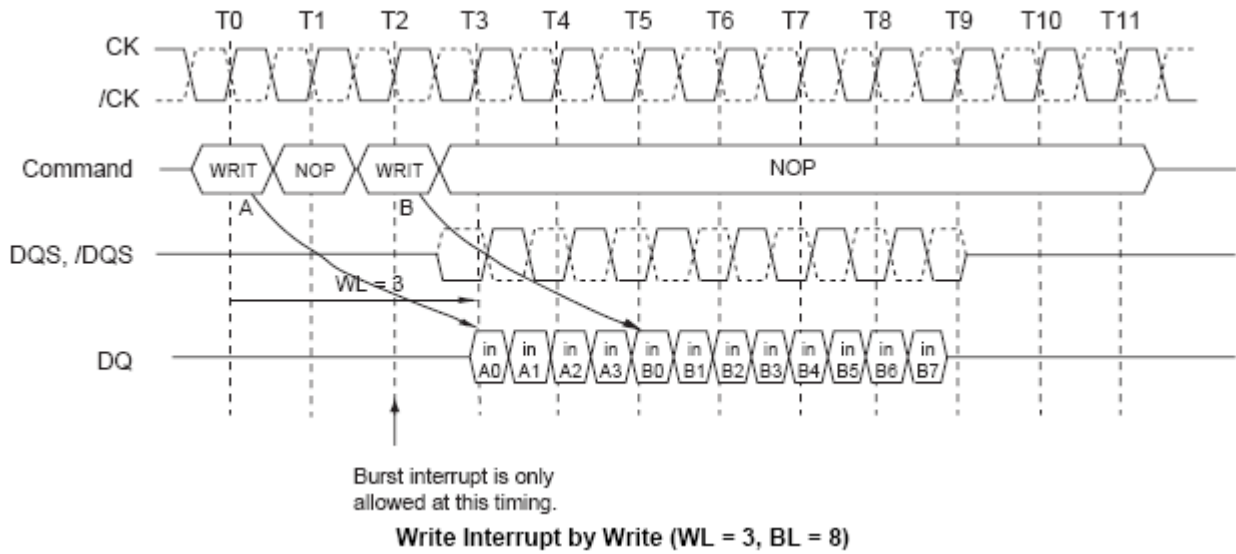 T0 T1 T2 T3 T4 T5 T6 T7 T8 T9 T10 T11
CK
/CK
Command WRIT NOP WRIT NOP
A B
DQS, /DQS
WL = 3
DQ in A0 in A1 in A2 in A3 in B0 in B1 in B2 in B3 in B4 in B5 in B6 in B7
Burst interrupt is only
allowed at this timing.
Write Interrupt by Write (WL = 3, BL = 8)